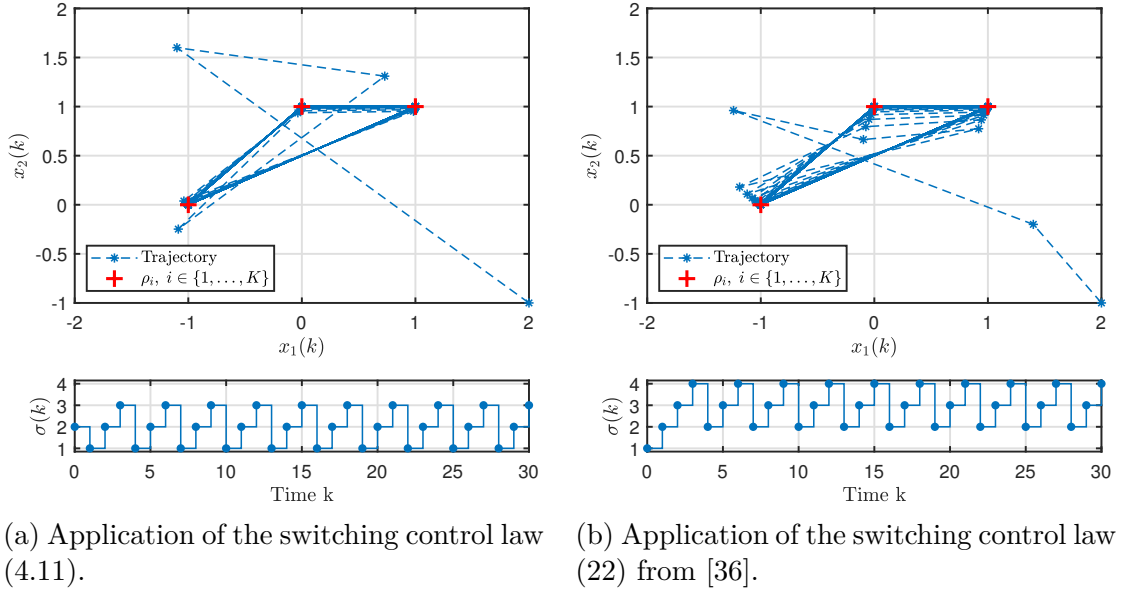 2
1.5
1
0.5
0
-0.5
-1
x₂(k)
Trajectory
ρᵢ, i ∈ {1, . . . , K}
-2 -1 0 1 2
x₁(k)
4
3
2
1
σ(k)
0 5 10 15 20 25 30
Time k
(a) Application of the switching control law
(4.11).
2
1.5
1
0.5
0
-0.5
-1
x₂(k)
Trajectory
ρᵢ, i ∈ {1, . . . , K}
-2 -1 0 1 2
x₁(k)
4
3
2
1
σ(k)
0 5 10 15 20 25 30
Time k
(b) Application of the switching control law
(22) from [36].